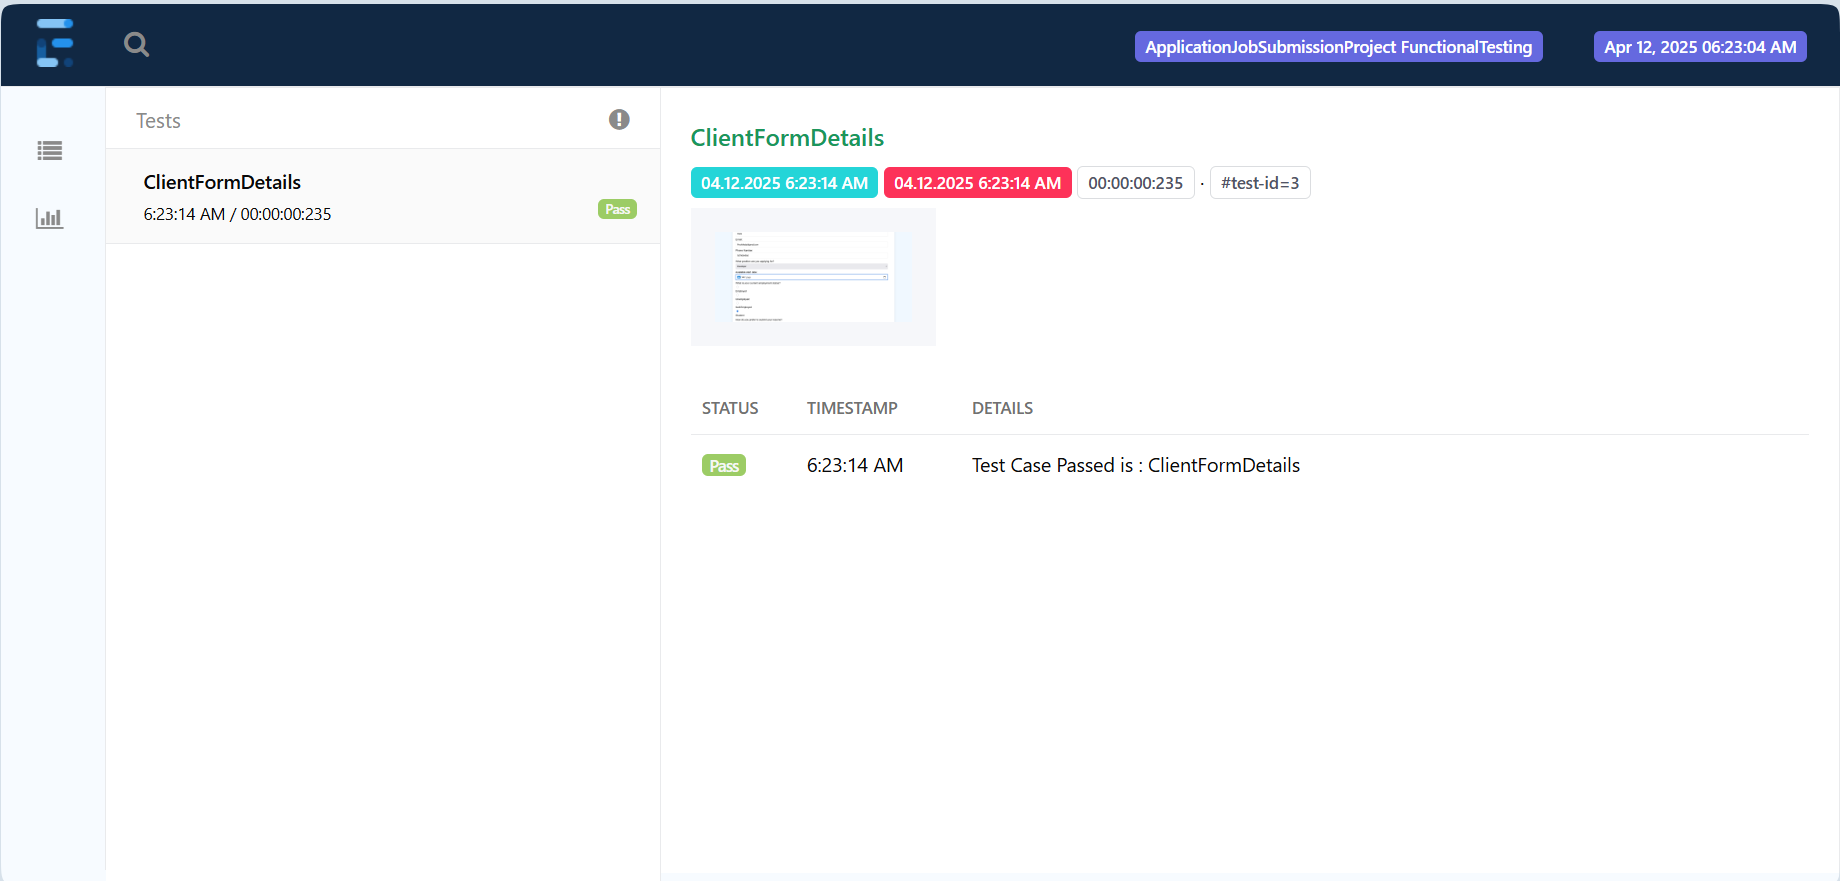 ApplicationJobSubmissionProject FunctionalTesting
Apr 12, 2025 06:23:04 AM
Tests
ClientFormDetails
6:23:14 AM / 00:00:00:235
Pass
ClientFormDetails
04.12.2025 6:23:14 AM
04.12.2025 6:23:14 AM
00:00:00:235
·
#test-id=3
STATUS TIMESTAMP DETAILS
Pass 6:23:14 AM Test Case Passed is : ClientFormDetails